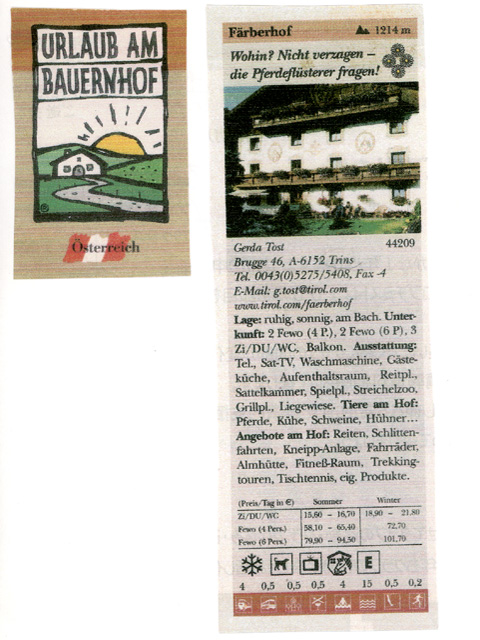 URLAUB AM
BAUERNHOF
Österreich
Färberhof 1214 m
Wohin? Nicht verzagen –
die Pferdeflüsterer fragen!
Gerda Tost 44209
Brugge 46, A-6152 Trins
Tel. 0043(0)5275/5408, Fax -4
E-Mail: g.tost@tirol.com
www.tirol.com/faerberhof
Lage: ruhig, sonnig, am Bach. Unter-
kunft: 2 Fewo (4 P.), 2 Fewo (6 P), 3
Zi/DU/WC, Balkon. Ausstattung:
Tel., Sat-TV, Waschmaschine, Gäste-
küche, Aufenthaltsraum, Reitpl.,
Sattelkammer, Spielpl., Streichelzoo,
Grillpl., Liegewiese. Tiere am Hof:
Pferde, Kühe, Schweine, Hühner...
Angebote am Hof: Reiten, Schlitten-
fahrten, Kneipp-Anlage, Fahrräder,
Almhütte, Fitneß-Raum, Trekking-
touren, Tischtennis, eig. Produkte.
(Preis/Tag in €) Sommer Winter
Zi/DU/WC 15,60 – 16,70 18,90 – 21,80
Fewo (4 Pers.) 58,10 – 65,40 72,70
Fewo (6 Pers.) 79,90 – 94,50 101,70
E
4 0,5 0,5 0,5 4 15 0,5 0,2